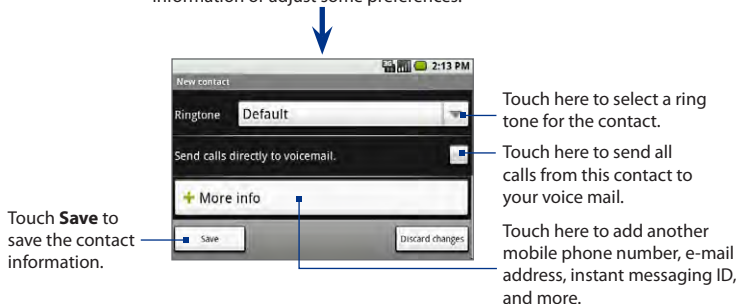 information or adjust some preferences.
3G 2:13 PM
New contact
Ringtone Default
Send calls directly to voicemail.
+ More info
Save Discard changes
Touch here to select a ring
tone for the contact.
Touch here to send all
calls from this contact to
your voice mail.
Touch here to add another
mobile phone number, e-mail
address, instant messaging ID,
and more.
Touch Save to
save the contact
information.